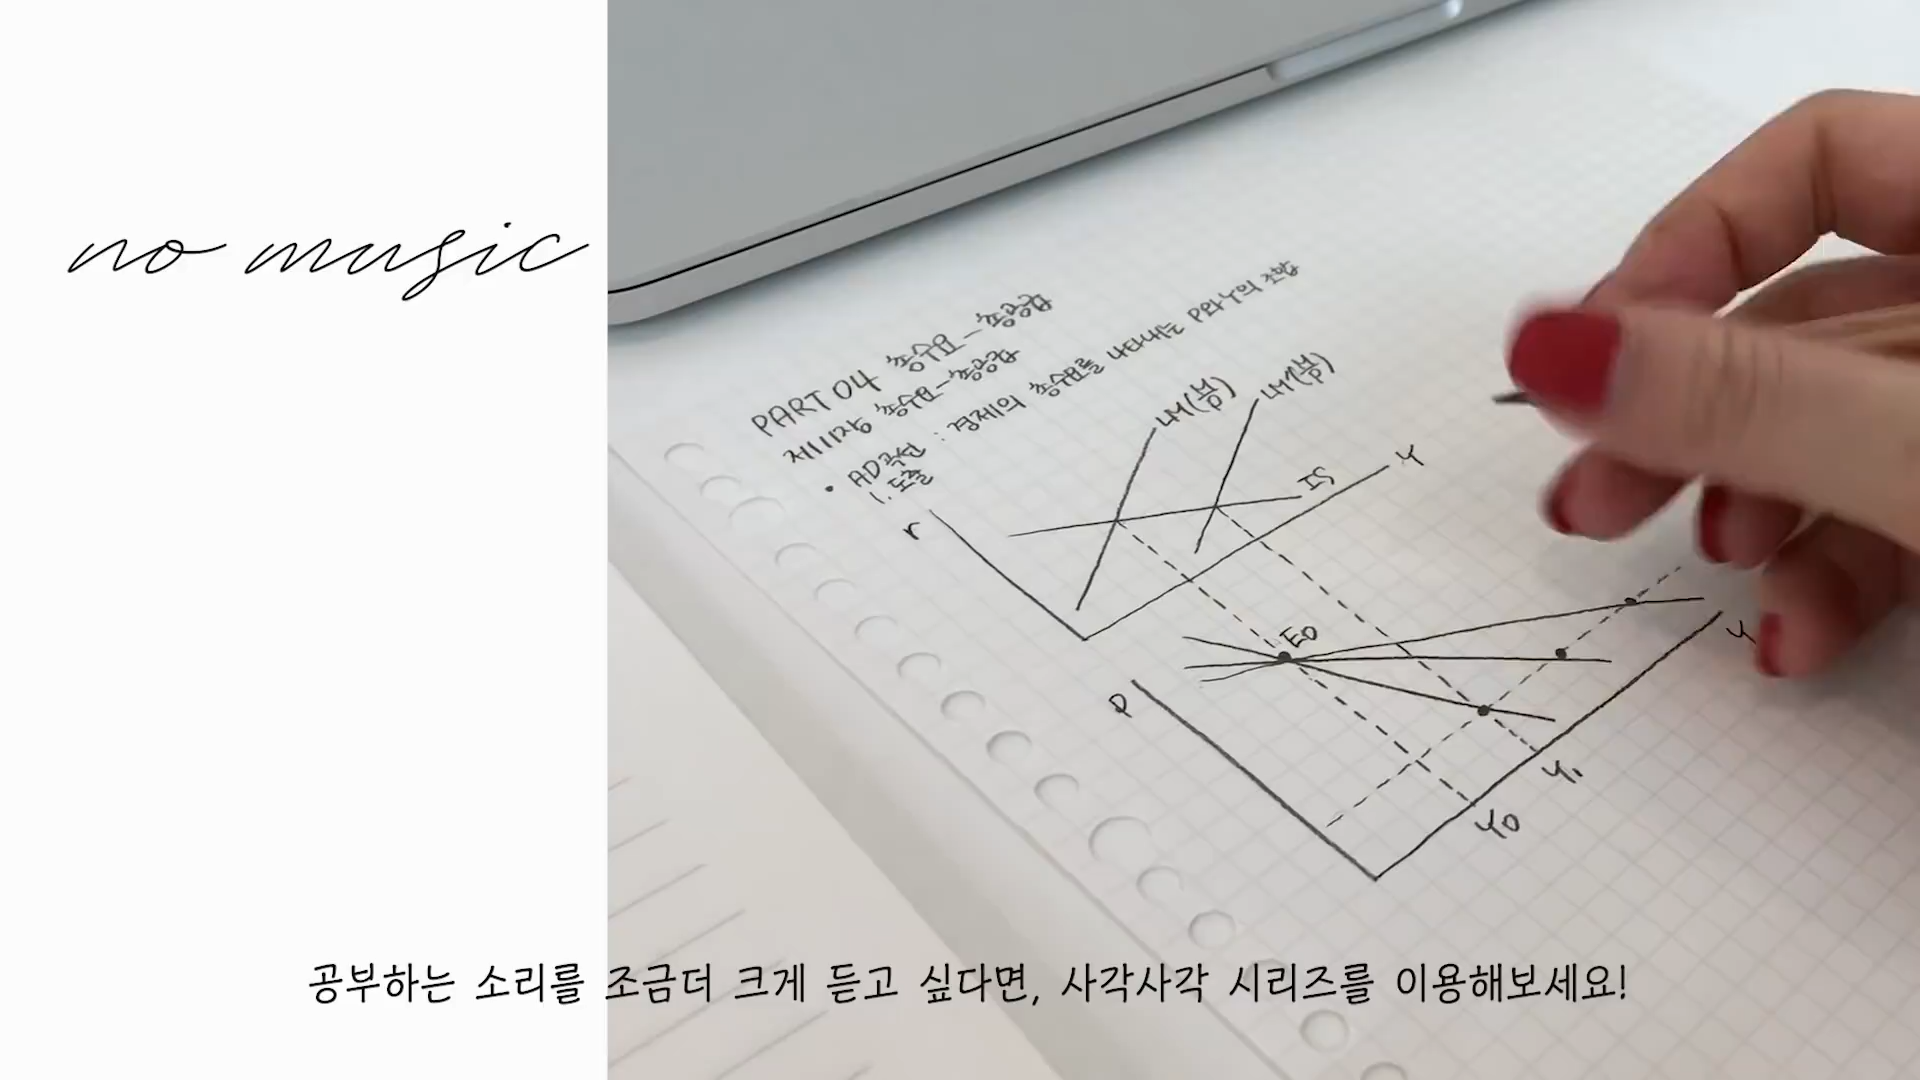 no music
PART 04 총수요-총공급
제11장 총수요-총공급
• AD곡선 : 경제의 총수요를 나타내는 P와Y의 조합
1. 도출
r
LM
LM
IS
Y
E0
P
Y
Y1
Y0
공부하는 소리를 조금더 크게 듣고 싶다면, 사각사각 시리즈를 이용해보세요!